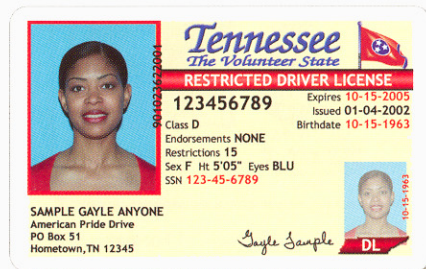 Tennessee
The Volunteer State
RESTRICTED DRIVER LICENSE
123456789
Expires 10-15-2005
Issued 01-04-2002
Class D
Birthdate 10-15-1963
Endorsements NONE
Restrictions 15
Sex F Ht 5'05" Eyes BLU
SSN 123-45-6789
901023622001
SAMPLE GAYLE ANYONE
American Pride Drive
PO Box 51
Hometown,TN 12345
Gayle Sample
10-15-1963
DL